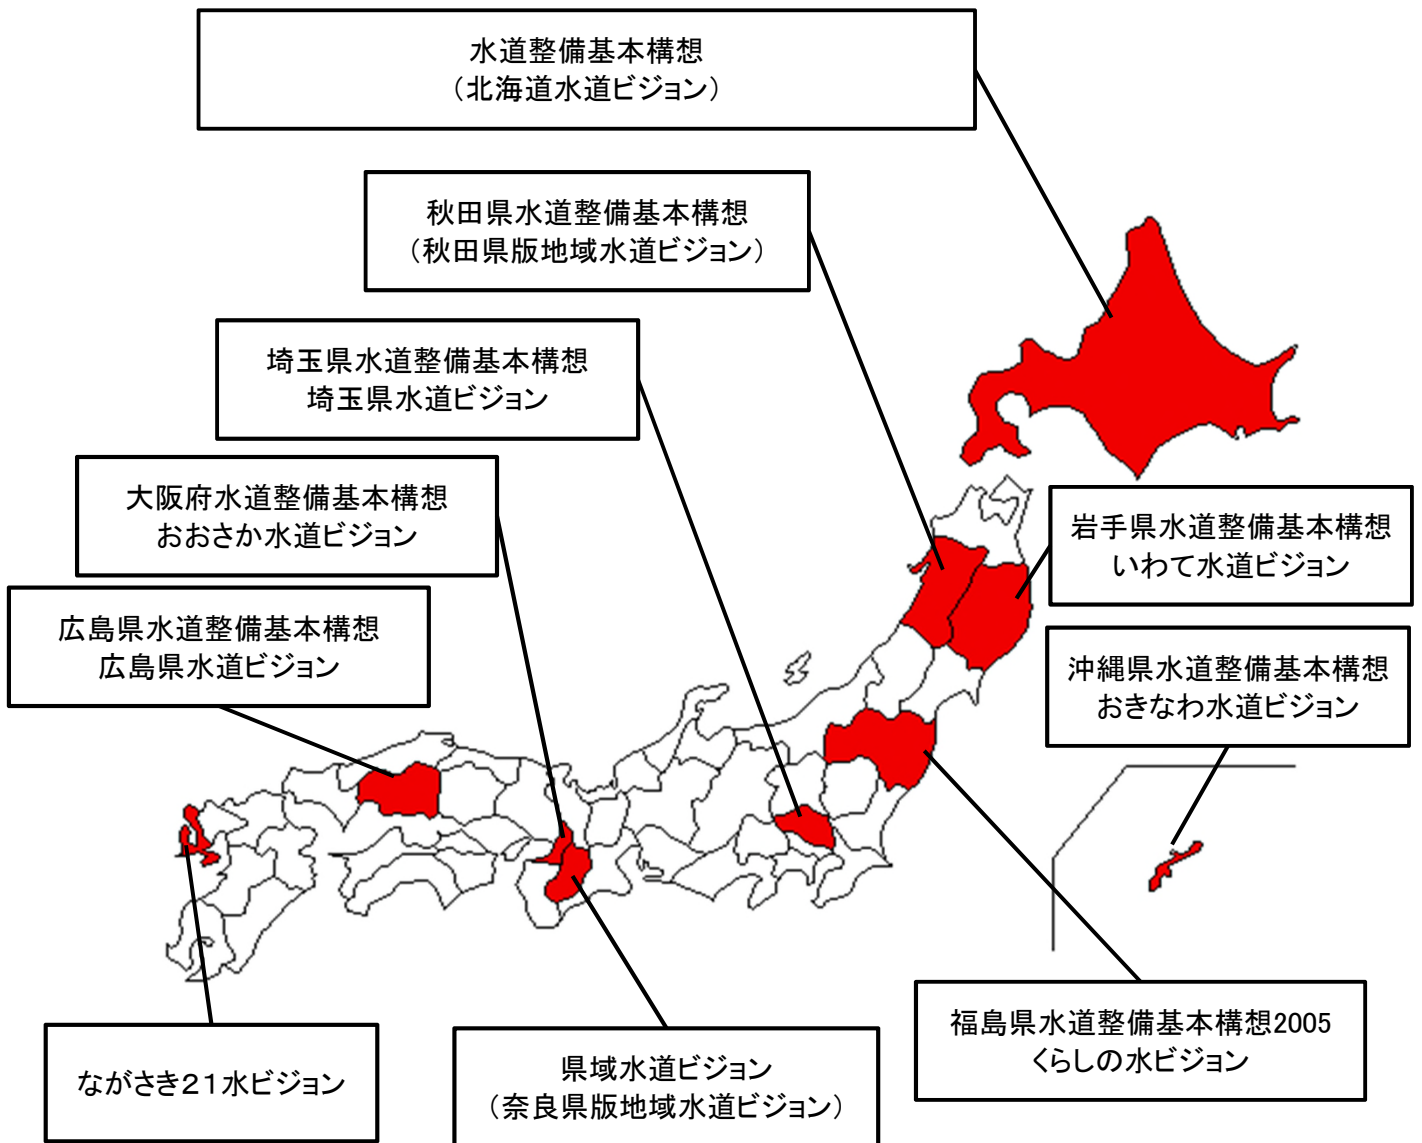 水道整備基本構想
（北海道水道ビジョン）
秋田県水道整備基本構想
（秋田県版地域水道ビジョン）
埼玉県水道整備基本構想
埼玉県水道ビジョン
大阪府水道整備基本構想
おおさか水道ビジョン
岩手県水道整備基本構想
いわて水道ビジョン
広島県水道整備基本構想
広島県水道ビジョン
沖縄県水道整備基本構想
おきなわ水道ビジョン
福島県水道整備基本構想2005
くらしの水ビジョン
ながさき２１水ビジョン
県域水道ビジョン
（奈良県版地域水道ビジョン）